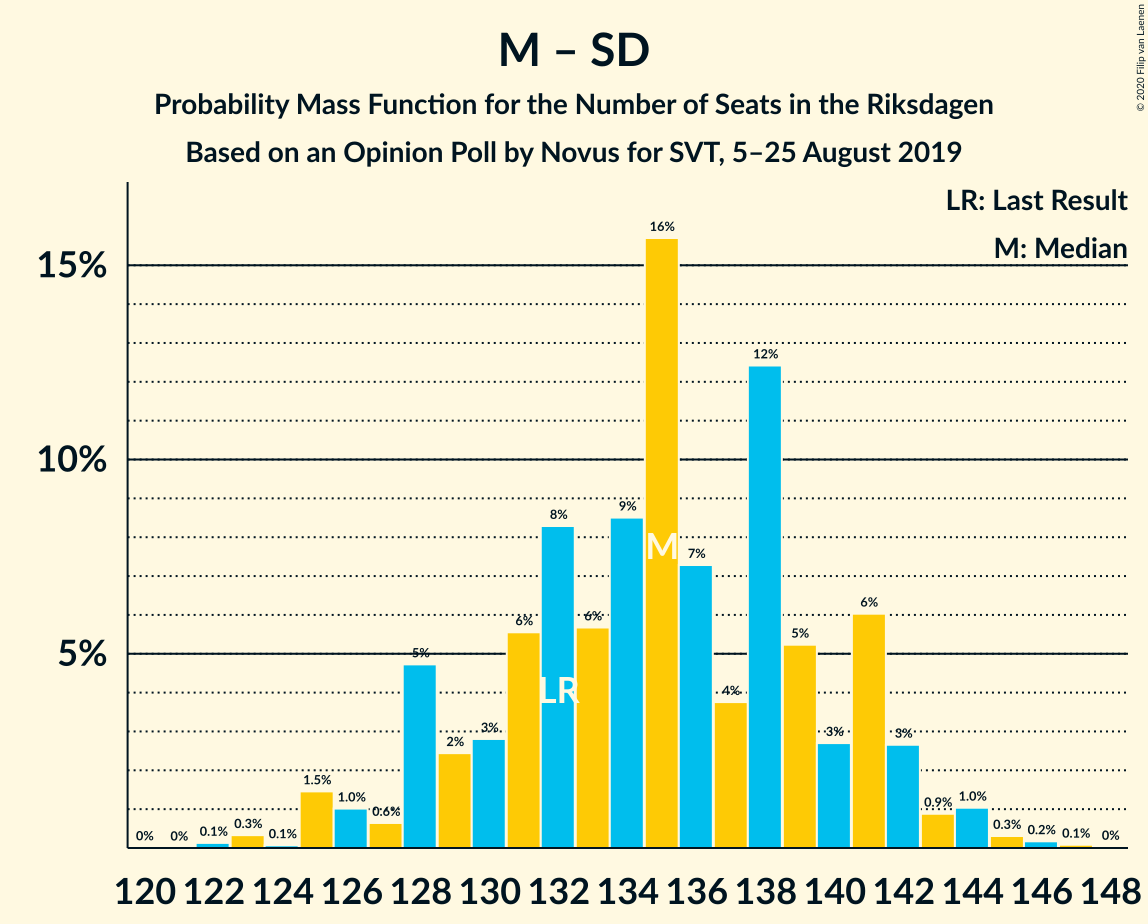 M – SD
Probability Mass Function for the Number of Seats in the Riksdagen
Based on an Opinion Poll by Novus for SVT, 5–25 August 2019
© 2020 Filip van Laenen
LR: Last Result
M: Median
15%
10%
5%
0% 0% 0.1% 0.3% 0.1% 1.5% 1.0% 0.6% 5% 2% 3% 6% 8% 6% 9% 16% 7% 4% 12% 5% 3% 6% 3% 0.9% 1.0% 0.3% 0.2% 0.1% 0%
LR
M
120 122 124 126 128 130 132 134 136 138 140 142 144 146 148